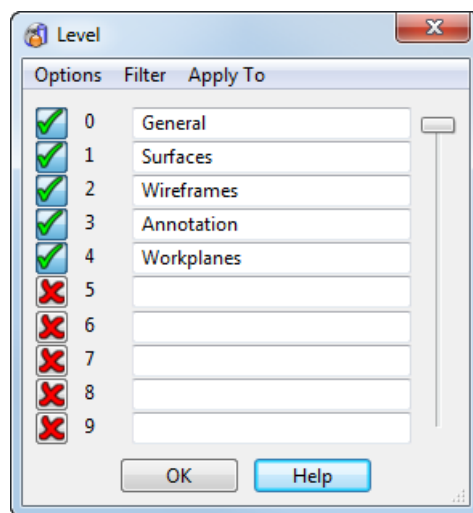 Level
Options Filter Apply To
0 General
1 Surfaces
2 Wireframes
3 Annotation
4 Workplanes
5
6
7
8
9
OK Help